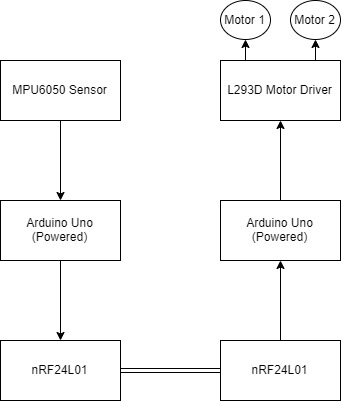 Motor 1
Motor 2
MPU6050 Sensor
L293D Motor Driver
Arduino Uno
(Powered)
Arduino Uno
(Powered)
nRF24L01
nRF24L01